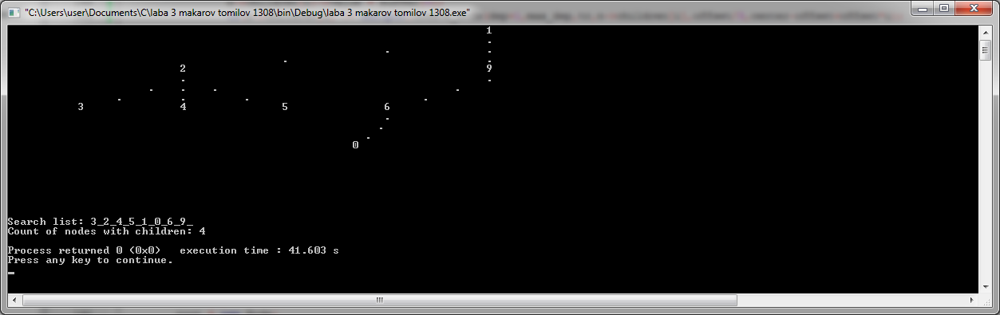 "C:\Users\user\Documents\C\laba 3 makarov tomilov 1308\bin\Debug\laba 3 makarov tomilov 1308.exe"
1
2 9
3 4 5 6
0
Search list: 3_2_4_5_1_0_6_9_
Count of nodes with children: 4
Process returned 0 (0x0) execution time : 41.603 s
Press any key to continue.